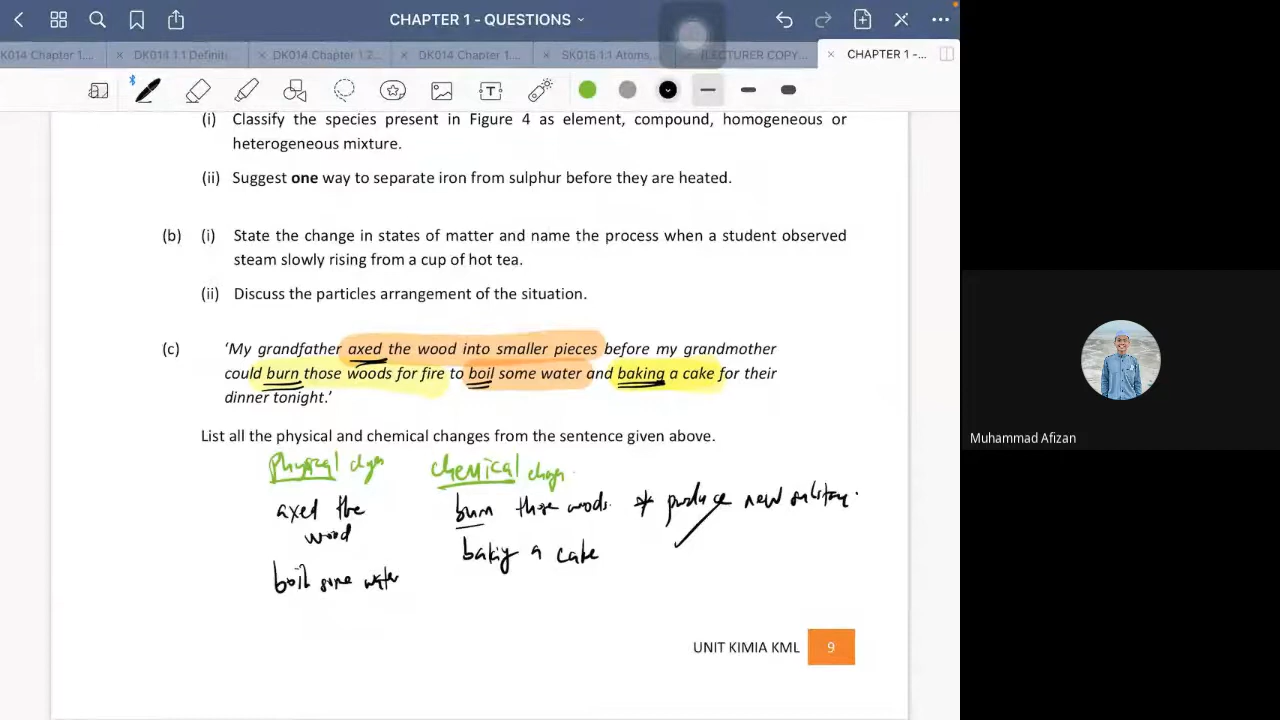 CHAPTER 1 - QUESTIONS
DK014 Chapter 1....
DK014 1.1 Definiti...
DK014 Chapter 1.2...
DK014 Chapter 1....
SK015 1.1 Atoms...
(LECTURER COPY...
CHAPTER 1 -...
(i) Classify the species present in Figure 4 as element, compound, homogeneous or
heterogeneous mixture.
(ii) Suggest one way to separate iron from sulphur before they are heated.
(b) (i) State the change in states of matter and name the process when a student observed
steam slowly rising from a cup of hot tea.
(ii) Discuss the particles arrangement of the situation.
(c) ‘My grandfather axed the wood into smaller pieces before my grandmother
could burn those woods for fire to boil some water and baking a cake for their
dinner tonight.’
List all the physical and chemical changes from the sentence given above.
physical
chemical
axed the
wood
boil some water
burn those woods.
baking a cake
* produce new
UNIT KIMIA KML 9
Muhammad Afizan